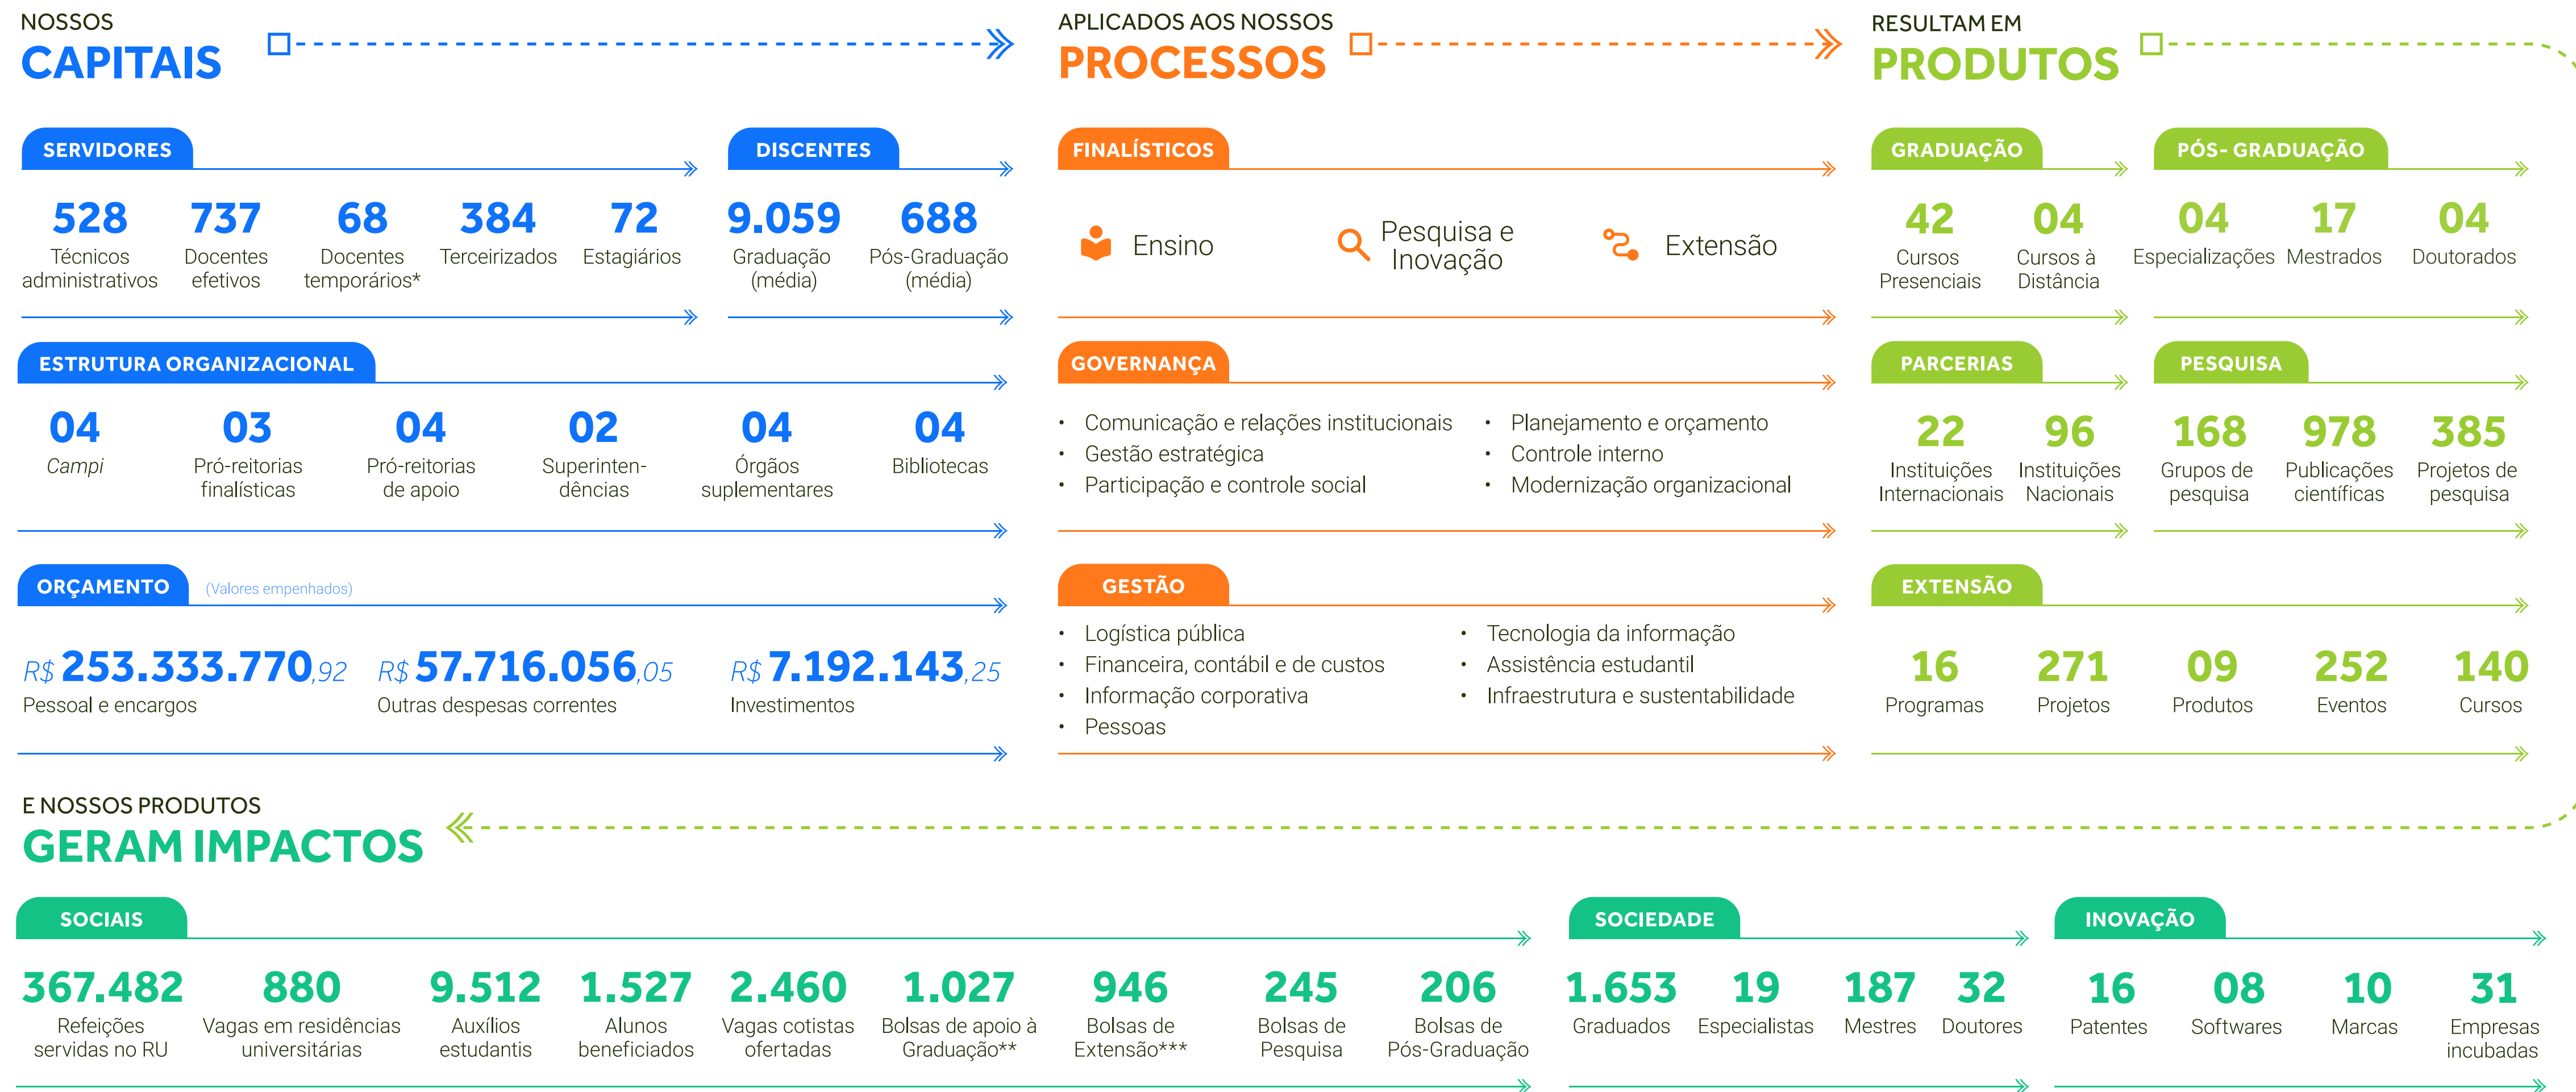 NOSSOS
CAPITAIS
SERVIDORES
528
Técnicos
administrativos
737
Docentes
efetivos
68
Docentes
temporários*
384
Terceirizados
72
Estagiários
DISCENTES
9.059
Graduação
(média)
688
Pós-Graduação
(média)
ESTRUTURA ORGANIZACIONAL
04
Campi
03
Pró-reitorias
finalísticas
04
Pró-reitorias
de apoio
02
Superinten-
dências
04
Órgãos
suplementares
04
Bibliotecas
ORÇAMENTO (Valores empenhados)
R$ 253.333.770,92
Pessoal e encargos
R$ 57.716.056,05
Outras despesas correntes
R$ 7.192.143,25
Investimentos
APLICADOS AOS NOSSOS
PROCESSOS
FINALÍSTICOS
Ensino
Pesquisa e
Inovação
Extensão
GOVERNANÇA
• Comunicação e relações institucionais
• Gestão estratégica
• Participação e controle social
• Planejamento e orçamento
• Controle interno
• Modernização organizacional
GESTÃO
• Logística pública
• Financeira, contábil e de custos
• Informação corporativa
• Pessoas
• Tecnologia da informação
• Assistência estudantil
• Infraestrutura e sustentabilidade
RESULTAM EM
PRODUTOS
GRADUAÇÃO
42
Cursos
Presenciais
04
Cursos à
Distância
PÓS- GRADUAÇÃO
04
Especializações
17
Mestrados
04
Doutorados
PARCERIAS
22
Instituições
Internacionais
96
Instituições
Nacionais
PESQUISA
168
Grupos de
pesquisa
978
Publicações
científicas
385
Projetos de
pesquisa
EXTENSÃO
16
Programas
271
Projetos
09
Produtos
252
Eventos
140
Cursos
E NOSSOS PRODUTOS
GERAM IMPACTOS
SOCIAIS
367.482
Refeições
servidas no RU
880
Vagas em residências
universitárias
9.512
Auxílios
estudantis
1.527
Alunos
beneficiados
2.460
Vagas cotistas
ofertadas
1.027
Bolsas de apoio à
Graduação**
946
Bolsas de
Extensão***
245
Bolsas de
Pesquisa
206
Bolsas de
Pós-Graduação
SOCIEDADE
1.653
Graduados
19
Especialistas
187
Mestres
32
Doutores
INOVAÇÃO
16
Patentes
08
Softwares
10
Marcas
31
Empresas
incubadas